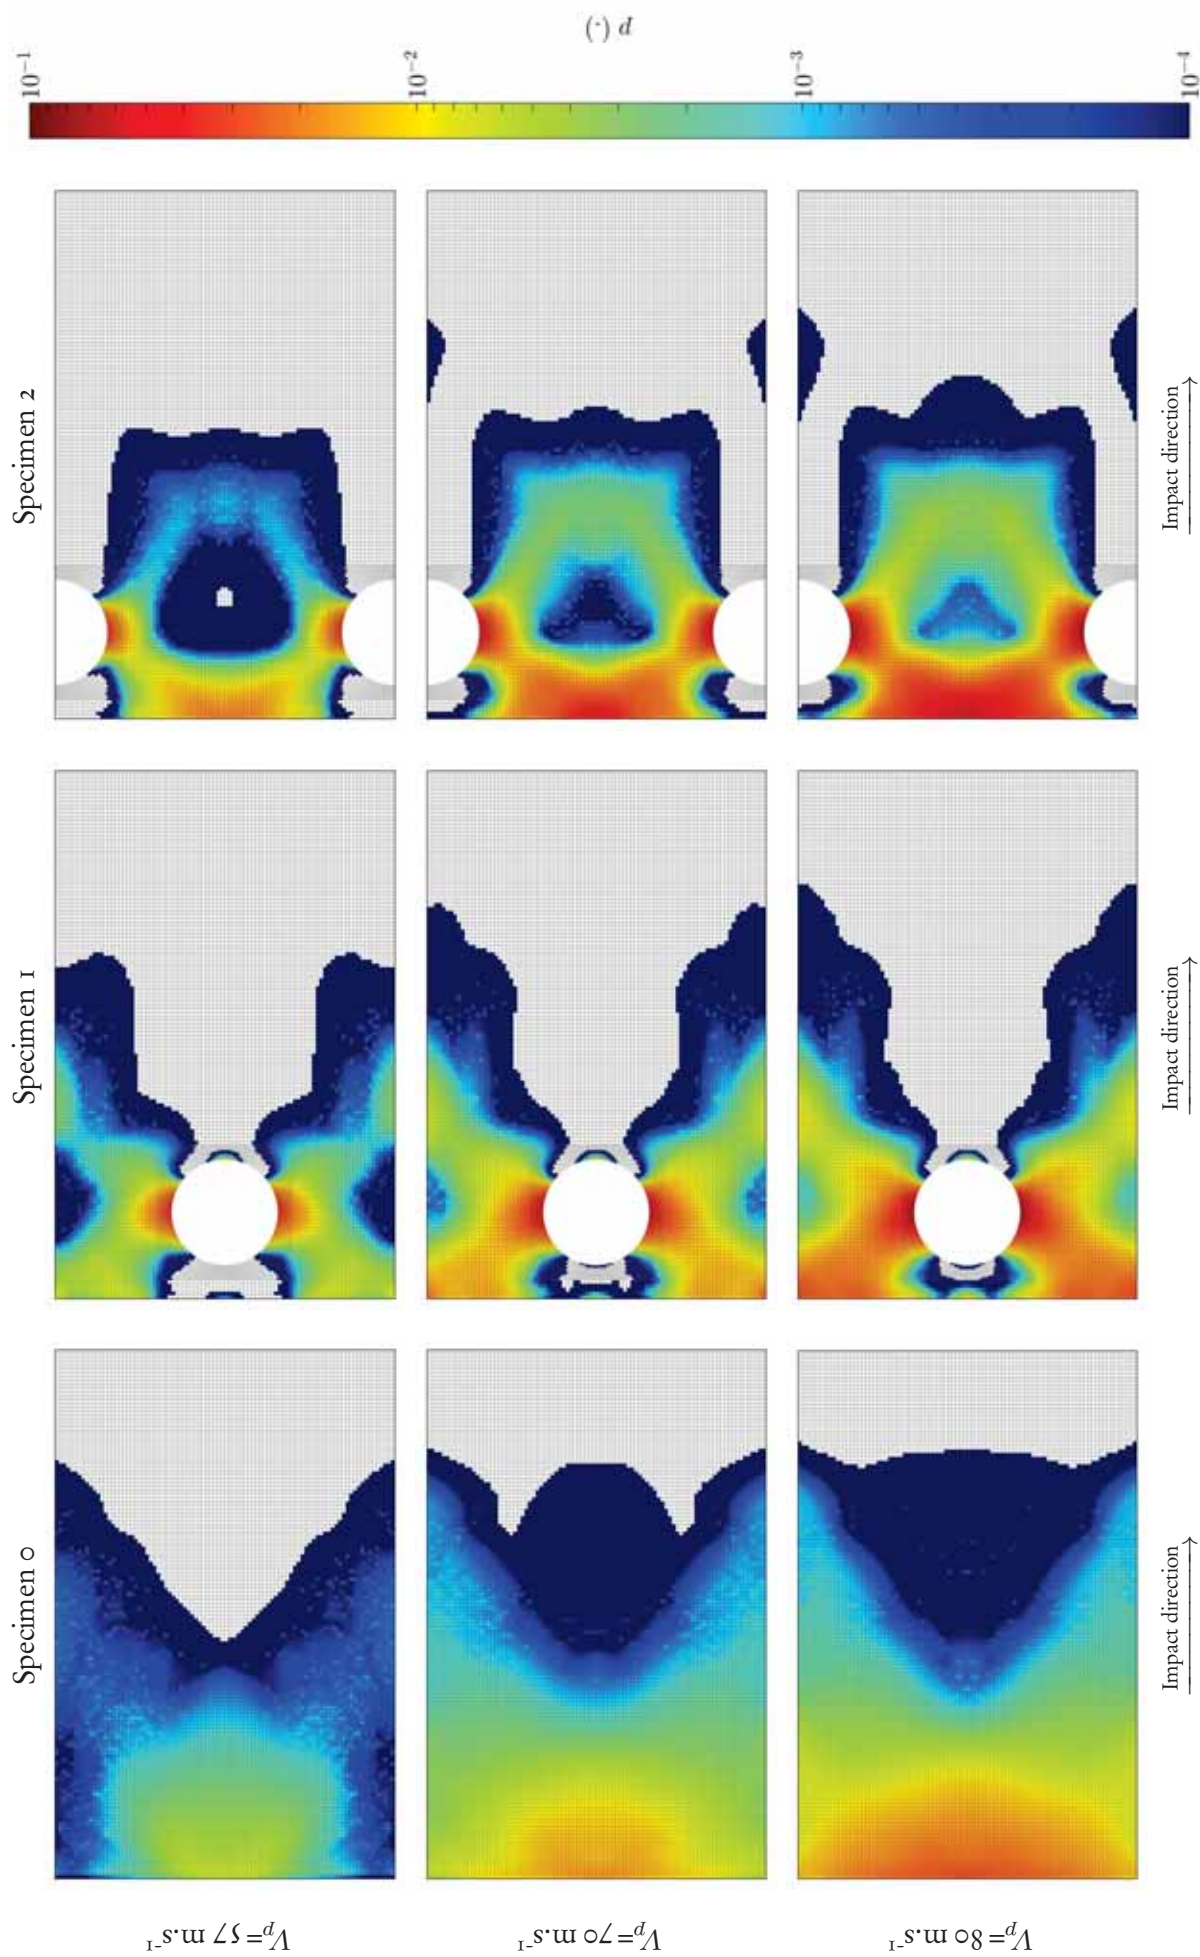 Specimen 0
Specimen 1
Specimen 2
10⁻¹
10⁻²
10⁻³
10⁻⁴
p (.)
Vₚ=57 m.s⁻¹
Vₚ=70 m.s⁻¹
Vₚ=80 m.s⁻¹
Impact direction
Impact direction
Impact direction